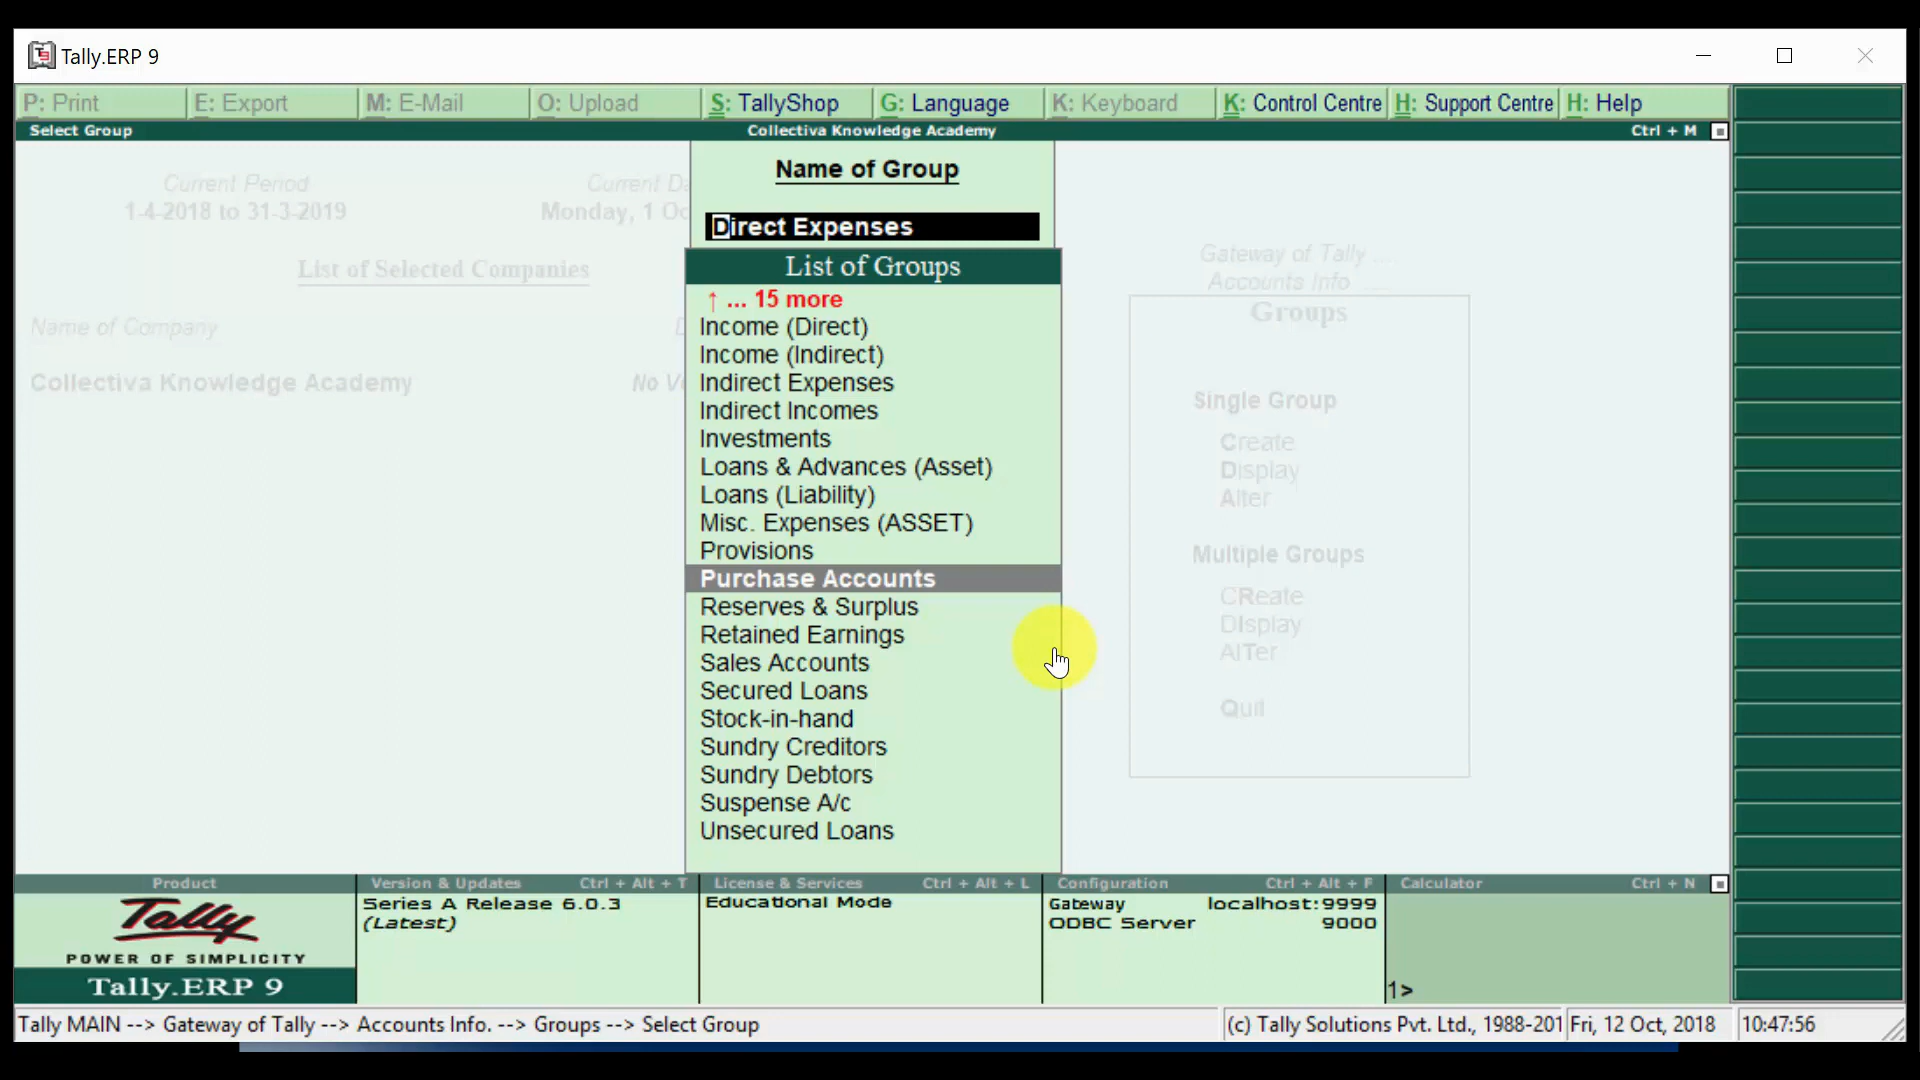 Tally.ERP 9
P: Print E: Export M: E-Mail O: Upload S: TallyShop G: Language K: Keyboard K: Control Centre H: Support Centre H: Help
Select Group Collectiva Knowledge Academy Ctrl + M
Name of Group
Current Period Current Da
1-4-2018 to 31-3-2019 Monday, 1 Oc
Direct Expenses
Gateway of Tally ....
List of Groups
List of Selected Companies
Accounts Info ....
↑ ... 15 more
Groups
Name of Company D
Income (Direct)
Income (Indirect)
Collectiva Knowledge Academy No V
Indirect Expenses
Single Group
Indirect Incomes
Investments
Create
Loans & Advances (Asset)
Display
Loans (Liability)
Alter
Misc. Expenses (ASSET)
Provisions
Multiple Groups
Purchase Accounts
CReate
Reserves & Surplus
DIsplay
Retained Earnings
AlTer
Sales Accounts
Secured Loans
Quit
Stock-in-hand
Sundry Creditors
Sundry Debtors
Suspense A/c
Unsecured Loans
Product Version & Updates Ctrl + Alt + T License & Services Ctrl + Alt + L Configuration Ctrl + Alt + F Calculator Ctrl + N
Tally
POWER OF SIMPLICITY
Tally.ERP 9
Series A Release 6.0.3
(Latest)
Educational Mode
Gateway localhost:9999
ODBC Server 9000
1>
Tally MAIN --> Gateway of Tally --> Accounts Info. --> Groups --> Select Group (c) Tally Solutions Pvt. Ltd., 1988-201 Fri, 12 Oct, 2018 10:47:56